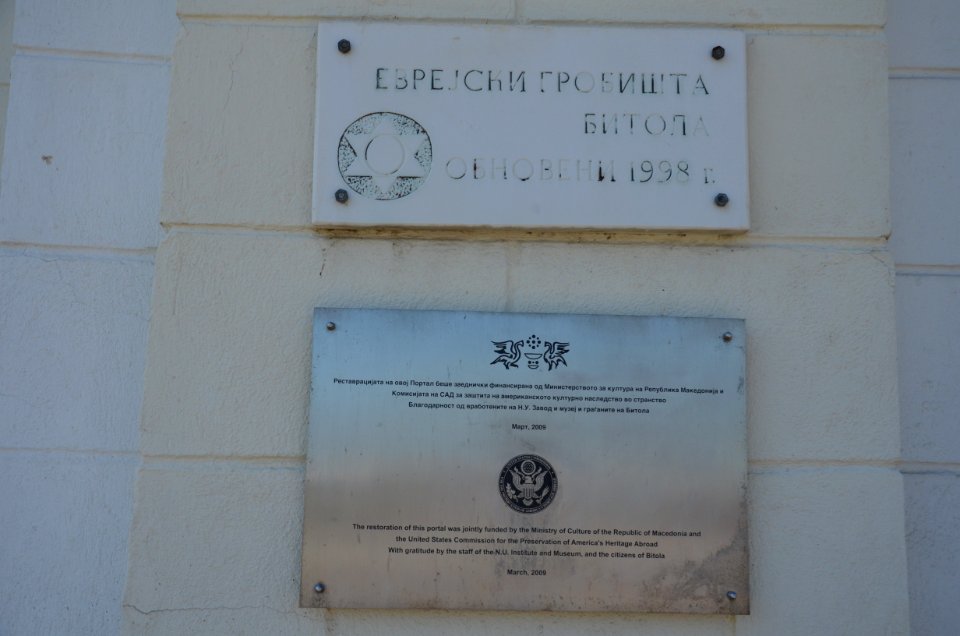 ЕВРЕЈСКИ ГРОБИШТА
БИТОЛА
ОБНОВЕНИ 1998 г.
Реставрацијата на овој Портал беше заеднички финансирана од Министерството за култура на Република Македонија и
Комисијата на САД за заштита на американското културно наследство во странство
Благодарност од вработените на Н.У. Завод и музеј и граѓаните на Битола
Март, 2009
The restoration of this portal was jointly funded by the Ministry of Culture of the Republic of Macedonia and
the United States Commission for the Preservation of America's Heritage Abroad
With gratitude by the staff of the N.U. Institute and Museum, and the citizens of Bitola
March, 2009